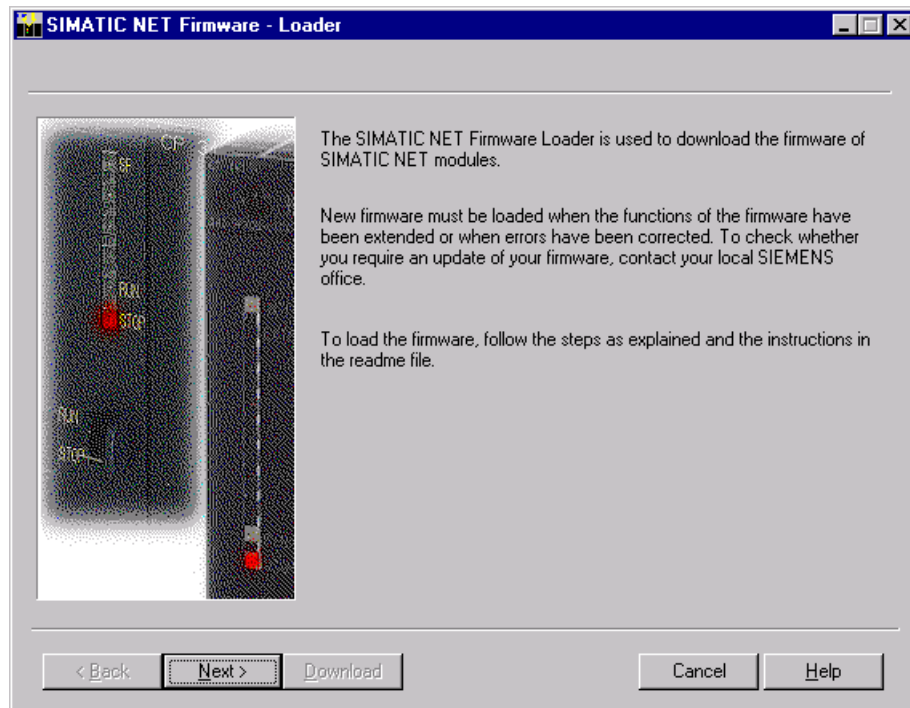 SIMATIC NET Firmware - Loader
The SIMATIC NET Firmware Loader is used to download the firmware of
SIMATIC NET modules.
New firmware must be loaded when the functions of the firmware have
been extended or when errors have been corrected. To check whether
you require an update of your firmware, contact your local SIEMENS
office.
To load the firmware, follow the steps as explained and the instructions in
the readme file.
CP 3
SF
RUN
STOP
RUN
STOP
< Back
Next >
Download
Cancel
Help